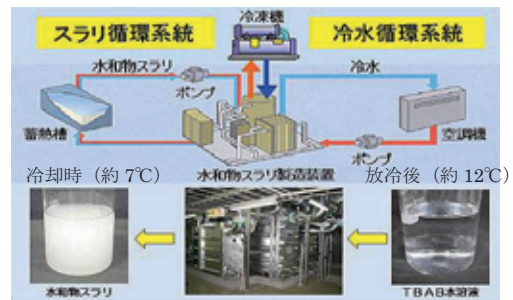 スラリ循環系統
冷凍機
冷水循環系統
水和物スラリ
ポンプ
冷水
蓄熱槽
空調機
ポンプ
水和物スラリ製造装置
冷却時(約 7℃)
放冷後(約 12℃)
水和物スラリ
TBAB水溶液